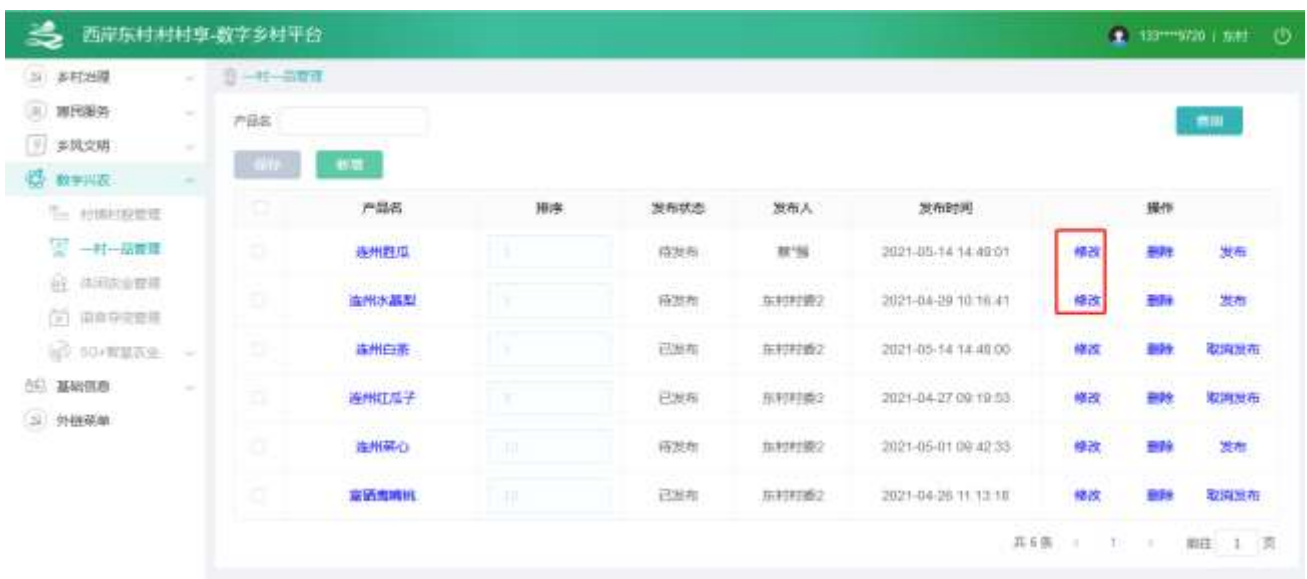 西岸东村村村享-数字乡村平台
133****9720 | 东村
乡村治理
惠民服务
乡风文明
数字兴农
村情村貌管理
一村一品管理
休闲农业管理
5G+智慧农业
基础信息
外链菜单
一村一品管理
产品名
查询
保存 新增
产品名 排序 发布状态 发布人 发布时间 操作
连州甜瓜 待发布 2021-05-14 14:49:01 修改 删除 发布
连州水晶梨 待发布 东村村委2 2021-04-29 10:16:41 修改 删除 发布
连州白茶 已发布 东村村委2 2021-05-14 14:48:00 修改 删除 取消发布
连州红瓜子 已发布 东村村委2 2021-04-27 09:19:53 修改 删除 取消发布
连州菜心 10 待发布 东村村委2 2021-05-01 09:42:33 修改 删除 发布
富硒鹰嘴桃 10 已发布 东村村委2 2021-04-26 11:13:18 修改 删除 取消发布
共 6 条 < 1 > 前往 1 页